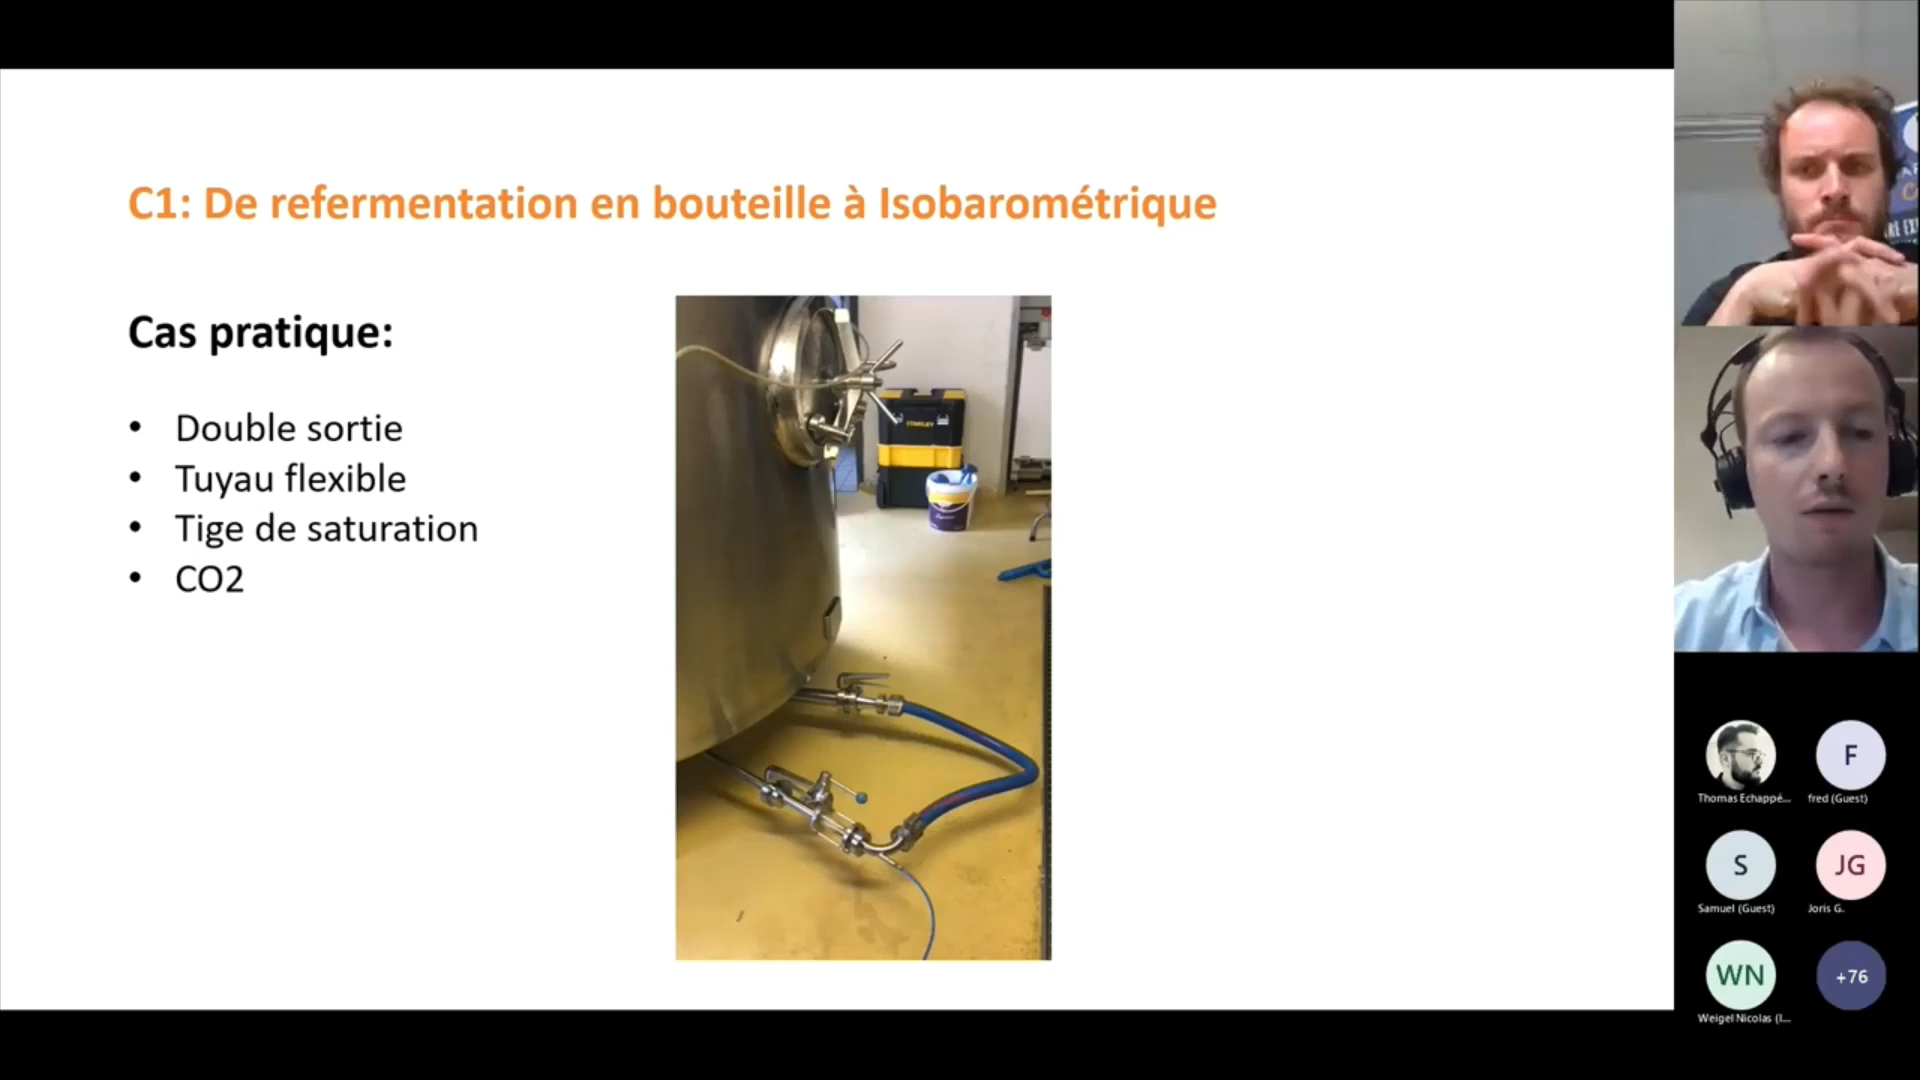 C1: De refermentation en bouteille à Isobarométrique
Cas pratique:
• Double sortie
• Tuyau flexible
• Tige de saturation
• CO2
STANLEY
F
Thomas Echappé...
fred (Guest)
S
JG
Samuel (Guest)
Joris G.
WN
+76
Weigel Nicolas (I...